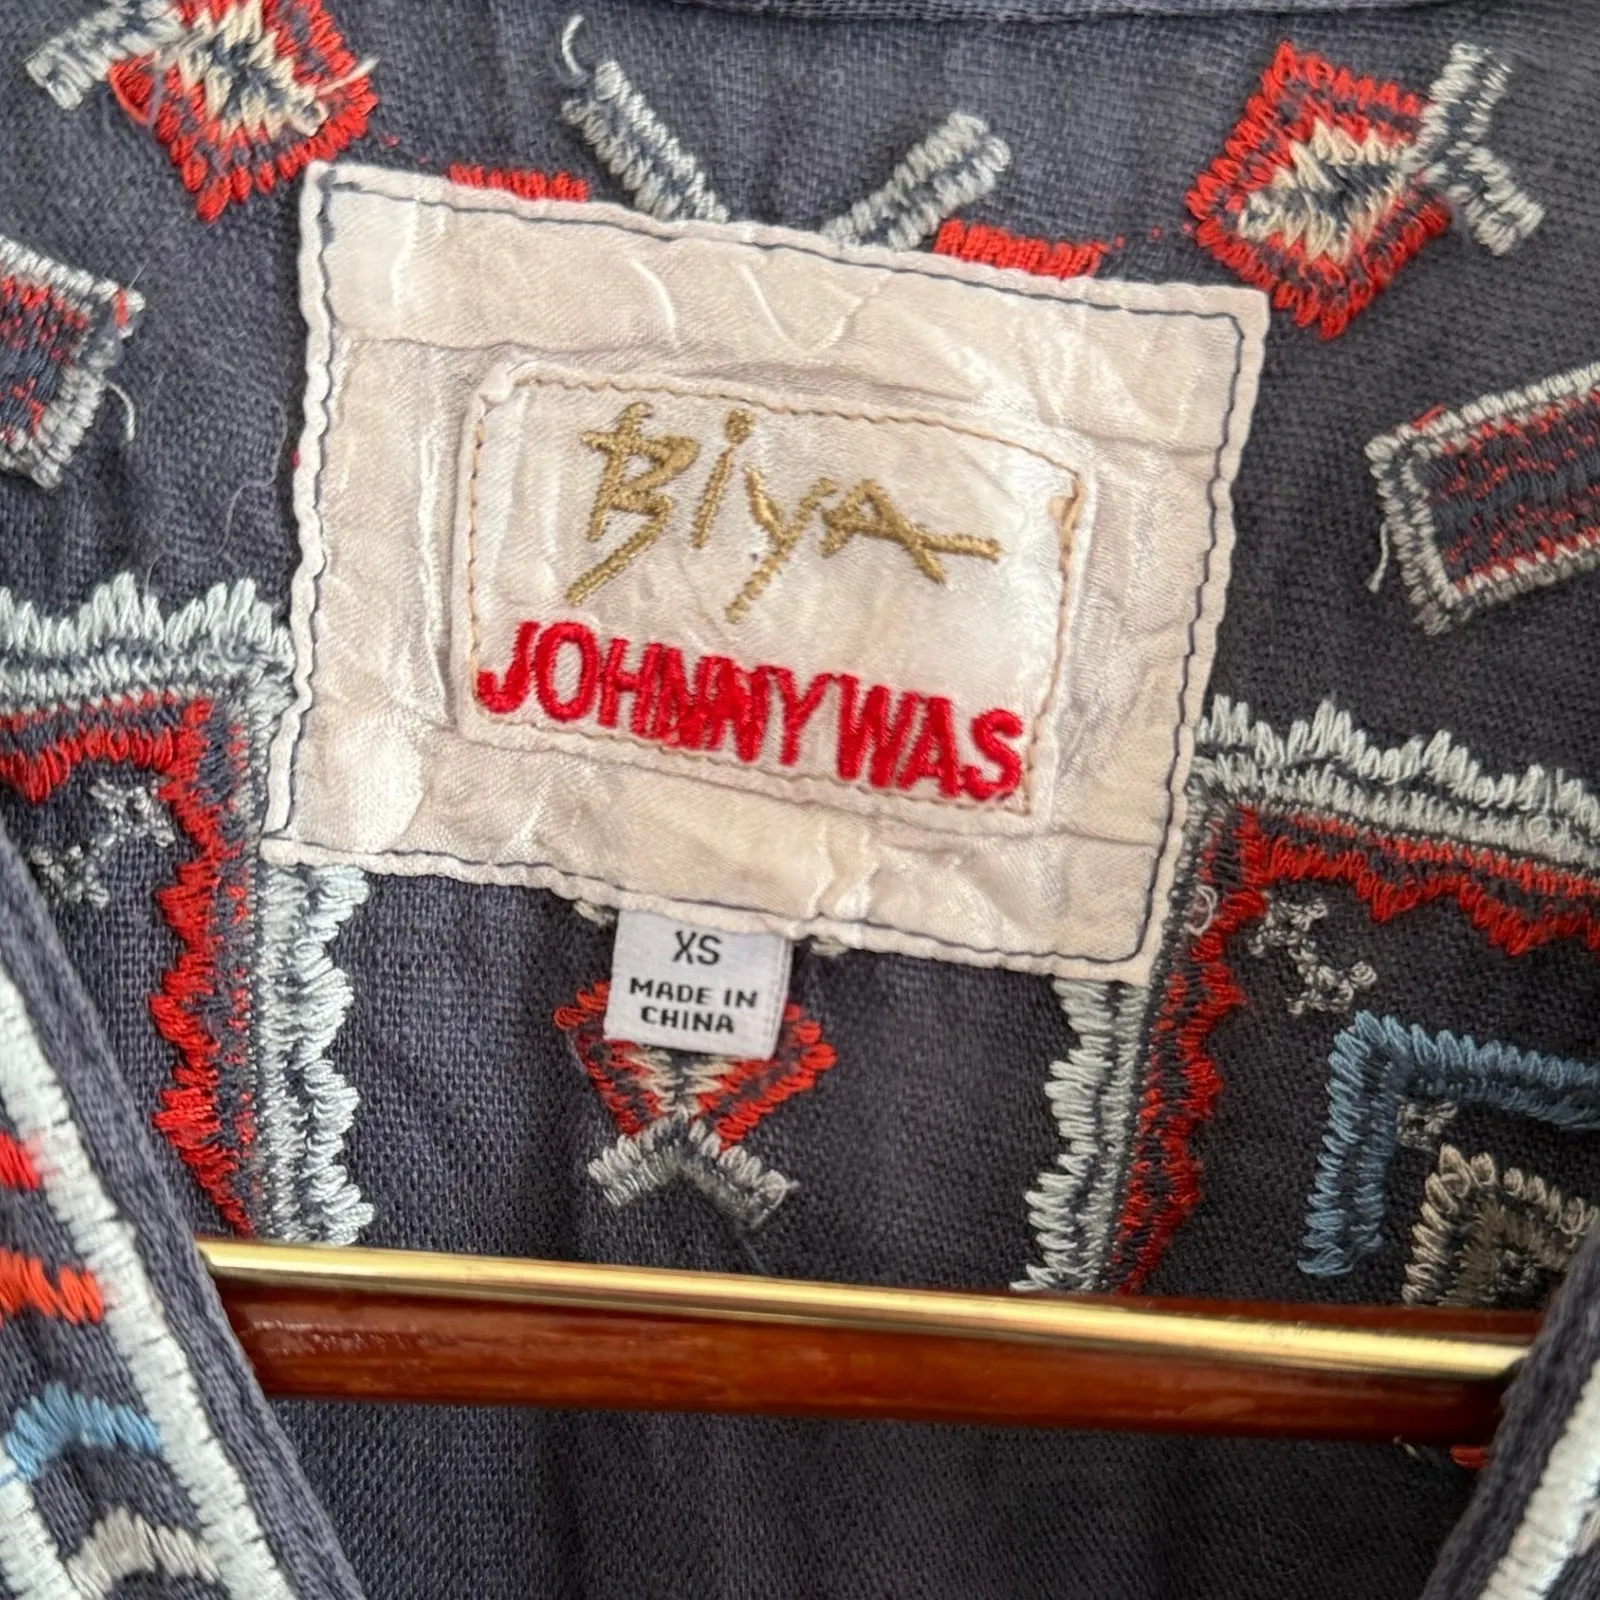 BiyA
JOHNNY WAS
XS
MADE IN
CHINA